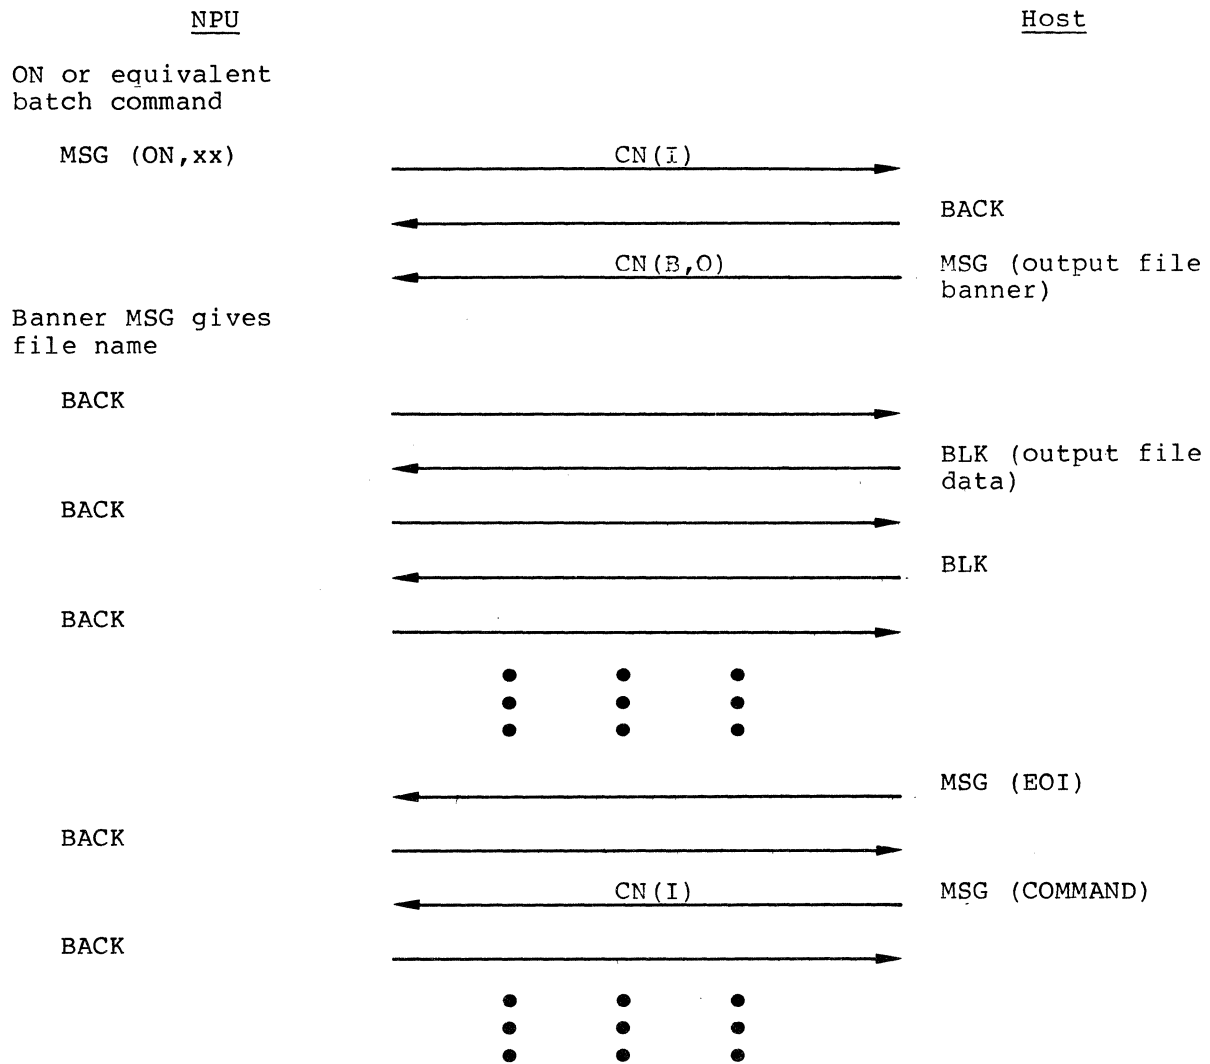 NPU Host
ON or equivalent
batch command
MSG (ON,xx) CN(I)
BACK
CN(B,O) MSG (output file
banner)
Banner MSG gives
file name
BACK
BLK (output file
data)
BACK
BLK
BACK
MSG (EOI)
BACK
CN(I) MSG (COMMAND)
BACK